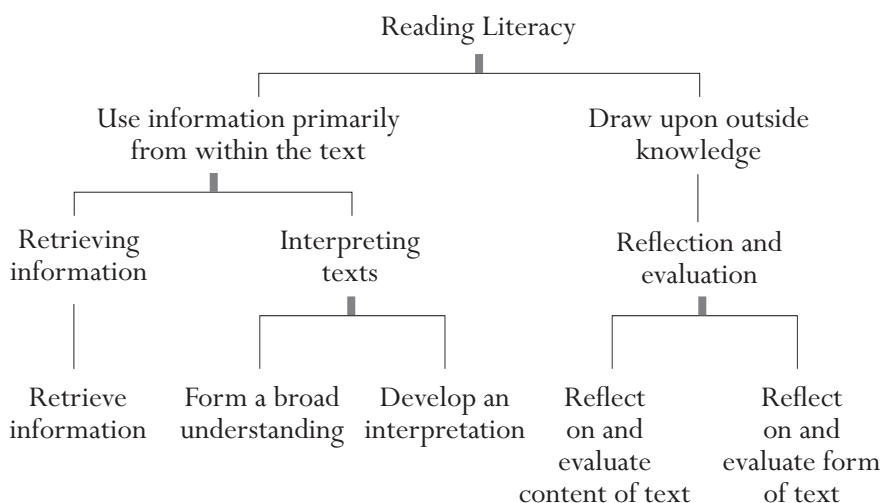 Reading Literacy
Use information primarily
from within the text
Draw upon outside
knowledge
Retrieving
information
Interpreting
texts
Reflection and
evaluation
Retrieve
information
Form a broad
understanding
Develop an
interpretation
Reflect
on and
evaluate
content of text
Reflect
on and
evaluate form
of text